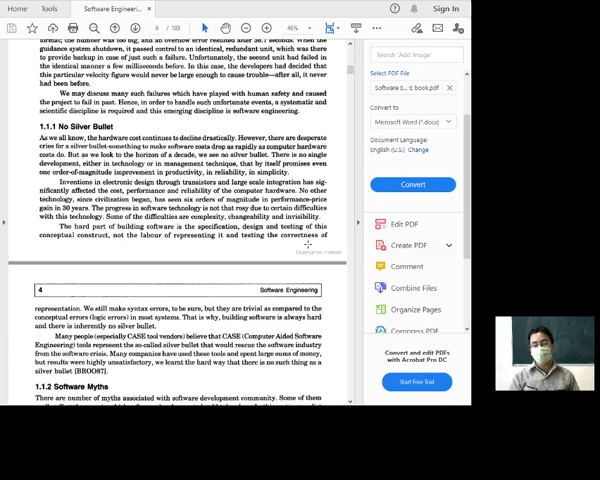 Home
Tools
Software Engineeri...
Sign In
6 / 103
46%
format, the number was too big, and an overflow error resulted after 36.7 seconds. When the
guidance system shutdown, it passed control to an identical, redundant unit, which was there
to provide backup in case of just such a failure. Unfortunately, the second unit had failed in
the identical manner a few milliseconds before. In this case, the developers had decided that
this particular velocity figure would never be large enough to cause trouble—after all, it never
had been before.
We may discuss many such failures which have played with human safety and caused
the project to fail in past. Hence, in order to handle such unfortunate events, a systematic and
scientific discipline is required and this emerging discipline is software engineering.
1.1.1 No Silver Bullet
As we all know, the hardware cost continues to decline drastically. However, there are desperate
cries for a silver bullet-something to make software costs drop as rapidly as computer hardware
costs do. But as we look to the horizon of a decade, we see no silver bullet. There is no single
development, either in technology or in management technique, that by itself promises even
one order-of-magnitude improvement in productivity, in reliability, in simplicity.
Inventions in electronic design through transistors and large scale integration has sig-
nificantly affected the cost, performance and reliability of the computer hardware. No other
technology, since civilization began, has seen six orders of magnitude in performance-price
gain in 30 years. The progress in software technology is not that rosy due to certain difficulties
with this technology. Some of the difficulties are complexity, changeability and invisibility.
The hard part of building software is the specification, design and testing of this
conceptual construct, not the labour of representing it and testing the correctness of
Copyrighted material
4
Software Engineering
representation. We still make syntax errors, to be sure, but they are trivial as compared to the
conceptual errors (logic errors) in most systems. That is why, building software is always hard
and there is inherently no silver bullet.
Many people (especially CASE tool vendors) believe that CASE (Computer Aided Software
Engineering) tools represent the so-called silver bullet that would rescue the software industry
from the software crisis. Many companies have used these tools and spent large sums of money,
but results were highly unsatisfactory, we learnt the hard way that there is no such thing as a
silver bullet [BROO87].
1.1.2 Software Myths
There are number of myths associated with software development community. Some of them
Search 'Add Image'
Select PDF File
Software E...-E book.pdf
Convert to
Microsoft Word (*.docx)
Document Language:
English (U.S.) Change
Convert
Edit PDF
Create PDF
Comment
Combine Files
Organize Pages
Compress PDF
Convert and edit PDFs
with Acrobat Pro DC
Start Free Trial